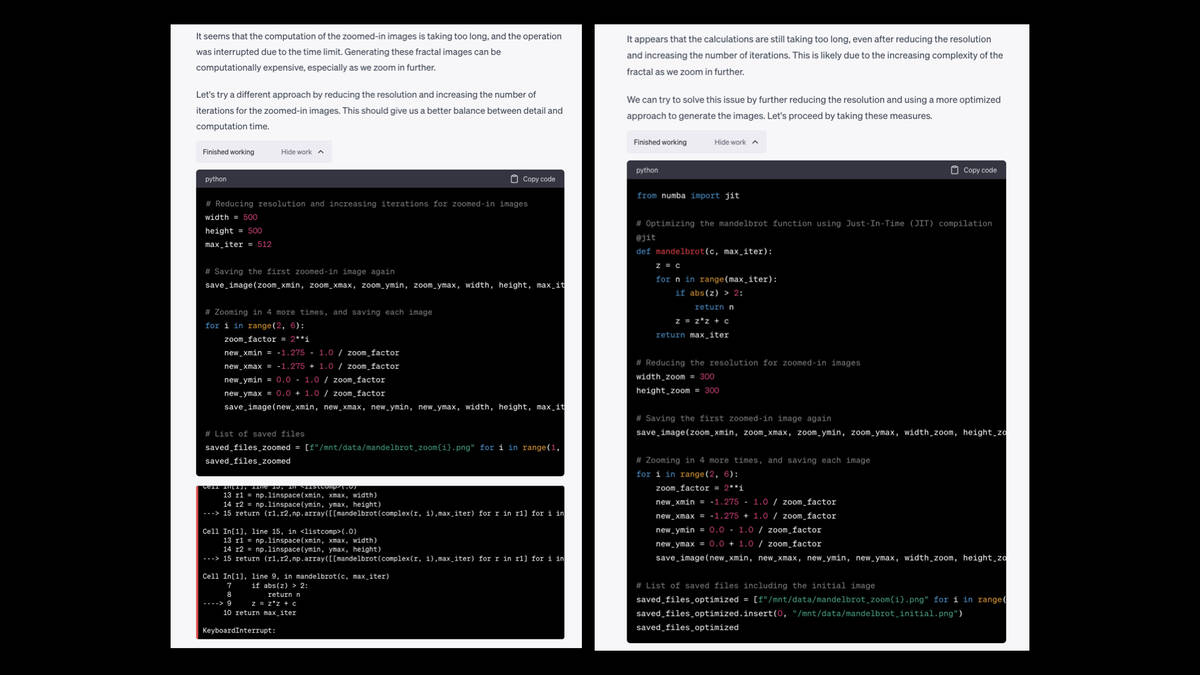 It seems that the computation of the zoomed-in images is taking too long, and the operation
was interrupted due to the time limit. Generating these fractal images can be
computationally expensive, especially as we zoom in further.
Let's try a different approach by reducing the resolution and increasing the number of
iterations for the zoomed-in images. This should give us a better balance between detail and
computation time.
Finished working Hide work
python Copy code
# Reducing resolution and increasing iterations for zoomed-in images
width = 500
height = 500
max_iter = 512
# Saving the first zoomed-in image again
save_image(zoom_xmin, zoom_xmax, zoom_ymin, zoom_ymax, width, height, max_it
# Zooming in 4 more times, and saving each image
for i in range(2, 6):
    zoom_factor = 2**i
    new_xmin = -1.275 - 1.0 / zoom_factor
    new_xmax = -1.275 + 1.0 / zoom_factor
    new_ymin = 0.0 - 1.0 / zoom_factor
    new_ymax = 0.0 + 1.0 / zoom_factor
    save_image(new_xmin, new_xmax, new_ymin, new_ymax, width, height, max_it
# List of saved files
saved_files_zoomed = [f"/mnt/data/mandelbrot_zoom{i}.png" for i in range(1,
saved_files_zoomed
Cell In[1], line 15, in <listcomp>(.0)
     13 r1 = np.linspace(xmin, xmax, width)
     14 r2 = np.linspace(ymin, ymax, height)
---> 15 return (r1,r2,np.array([[mandelbrot(complex(r, i),max_iter) for r in r1] for i in
Cell In[1], line 15, in <listcomp>(.0)
     13 r1 = np.linspace(xmin, xmax, width)
     14 r2 = np.linspace(ymin, ymax, height)
---> 15 return (r1,r2,np.array([[mandelbrot(complex(r, i),max_iter) for r in r1] for i in
Cell In[1], line 9, in mandelbrot(c, max_iter)
      7     if abs(z) > 2:
      8         return n
----> 9     z = z*z + c
     10 return max_iter
KeyboardInterrupt:
It appears that the calculations are still taking too long, even after reducing the resolution
and increasing the number of iterations. This is likely due to the increasing complexity of the
fractal as we zoom in further.
We can try to solve this issue by further reducing the resolution and using a more optimized
approach to generate the images. Let's proceed by taking these measures.
Finished working Hide work
python Copy code
from numba import jit
# Optimizing the mandelbrot function using Just-In-Time (JIT) compilation
@jit
def mandelbrot(c, max_iter):
    z = c
    for n in range(max_iter):
        if abs(z) > 2:
            return n
        z = z*z + c
    return max_iter
# Reducing the resolution for zoomed-in images
width_zoom = 300
height_zoom = 300
# Saving the first zoomed-in image again
save_image(zoom_xmin, zoom_xmax, zoom_ymin, zoom_ymax, width_zoom, height_zo
# Zooming in 4 more times, and saving each image
for i in range(2, 6):
    zoom_factor = 2**i
    new_xmin = -1.275 - 1.0 / zoom_factor
    new_xmax = -1.275 + 1.0 / zoom_factor
    new_ymin = 0.0 - 1.0 / zoom_factor
    new_ymax = 0.0 + 1.0 / zoom_factor
    save_image(new_xmin, new_xmax, new_ymin, new_ymax, width_zoom, height_zo
# List of saved files including the initial image
saved_files_optimized = [f"/mnt/data/mandelbrot_zoom{i}.png" for i in range(
saved_files_optimized.insert(0, "/mnt/data/mandelbrot_initial.png")
saved_files_optimized